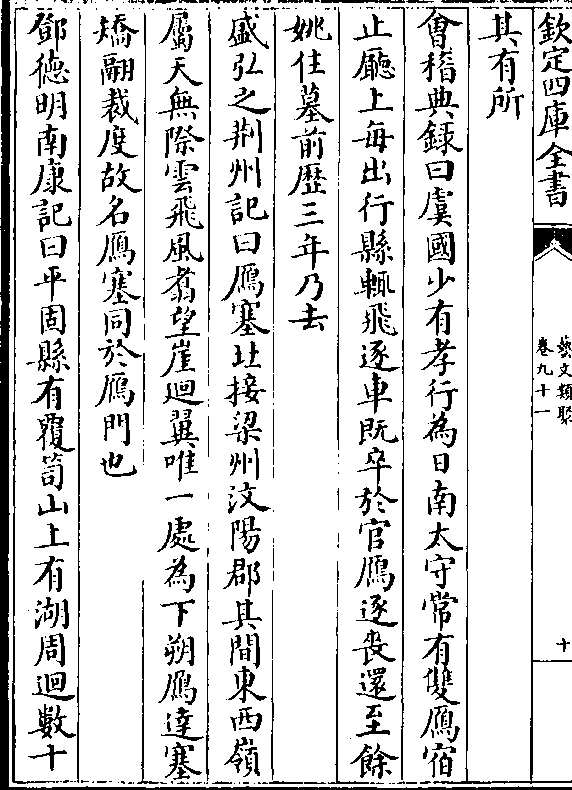 欽定四庫全書
藝文類聚
卷九十一
十
其有所
會稽典録曰虞國少有孝行為日南太守常有雙鴈宿
止廳上每出行縣輒飛逐車既卒於官鴈逐喪還至餘
姚住墓前歴三年乃去
盛弘之荆州記曰鴈塞北接梁州汶陽郡其間東西嶺
屬天無際雲飛風翥望崖迴翼唯一處為下朔鴈達塞
矯翮裁度故名鴈塞同於鴈門也
鄧德明南康記曰平固縣有覆笥山上有湖周迴數十